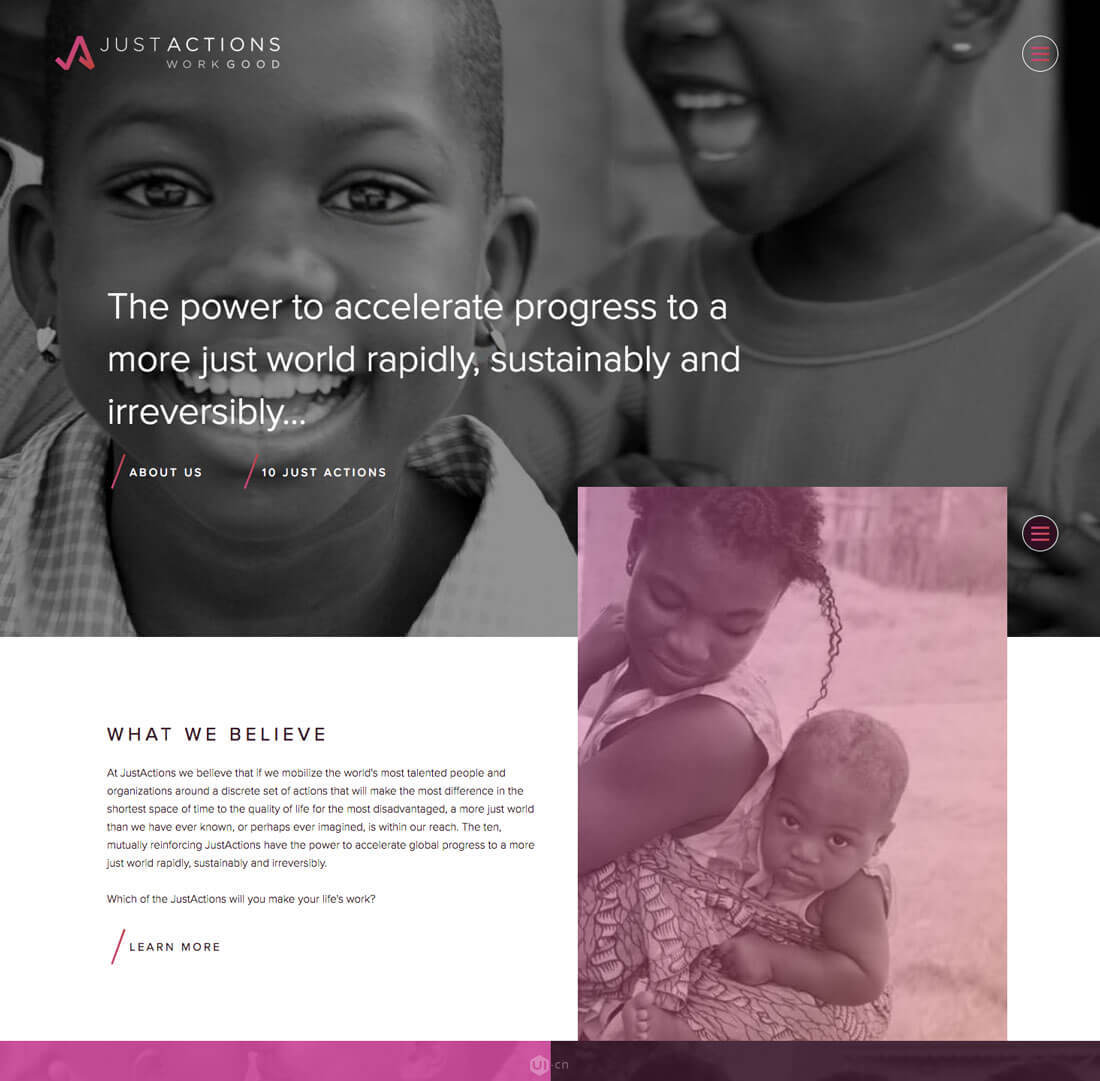 JUSTACTIONS
WORKGOOD
The power to accelerate progress to a
more just world rapidly, sustainably and
irreversibly...
ABOUT US
10 JUST ACTIONS
WHAT WE BELIEVE
At JustActions we believe that if we mobilize the world's most talented people and
organizations around a discrete set of actions that will make the most difference in the
shortest space of time to the quality of life for the most disadvantaged, a more just world
than we have ever known, or perhaps ever imagined, is within our reach. The ten,
mutually reinforcing JustActions have the power to accelerate global progress to a more
just world rapidly, sustainably and irreversibly.
Which of the JustActions will you make your life's work?
LEARN MORE
UI·cn